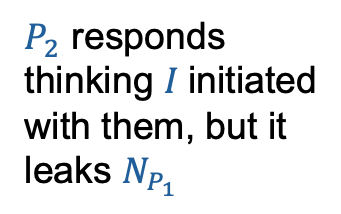 P₂ responds
thinking I initiated
with them, but it
leaks N_{P₁}